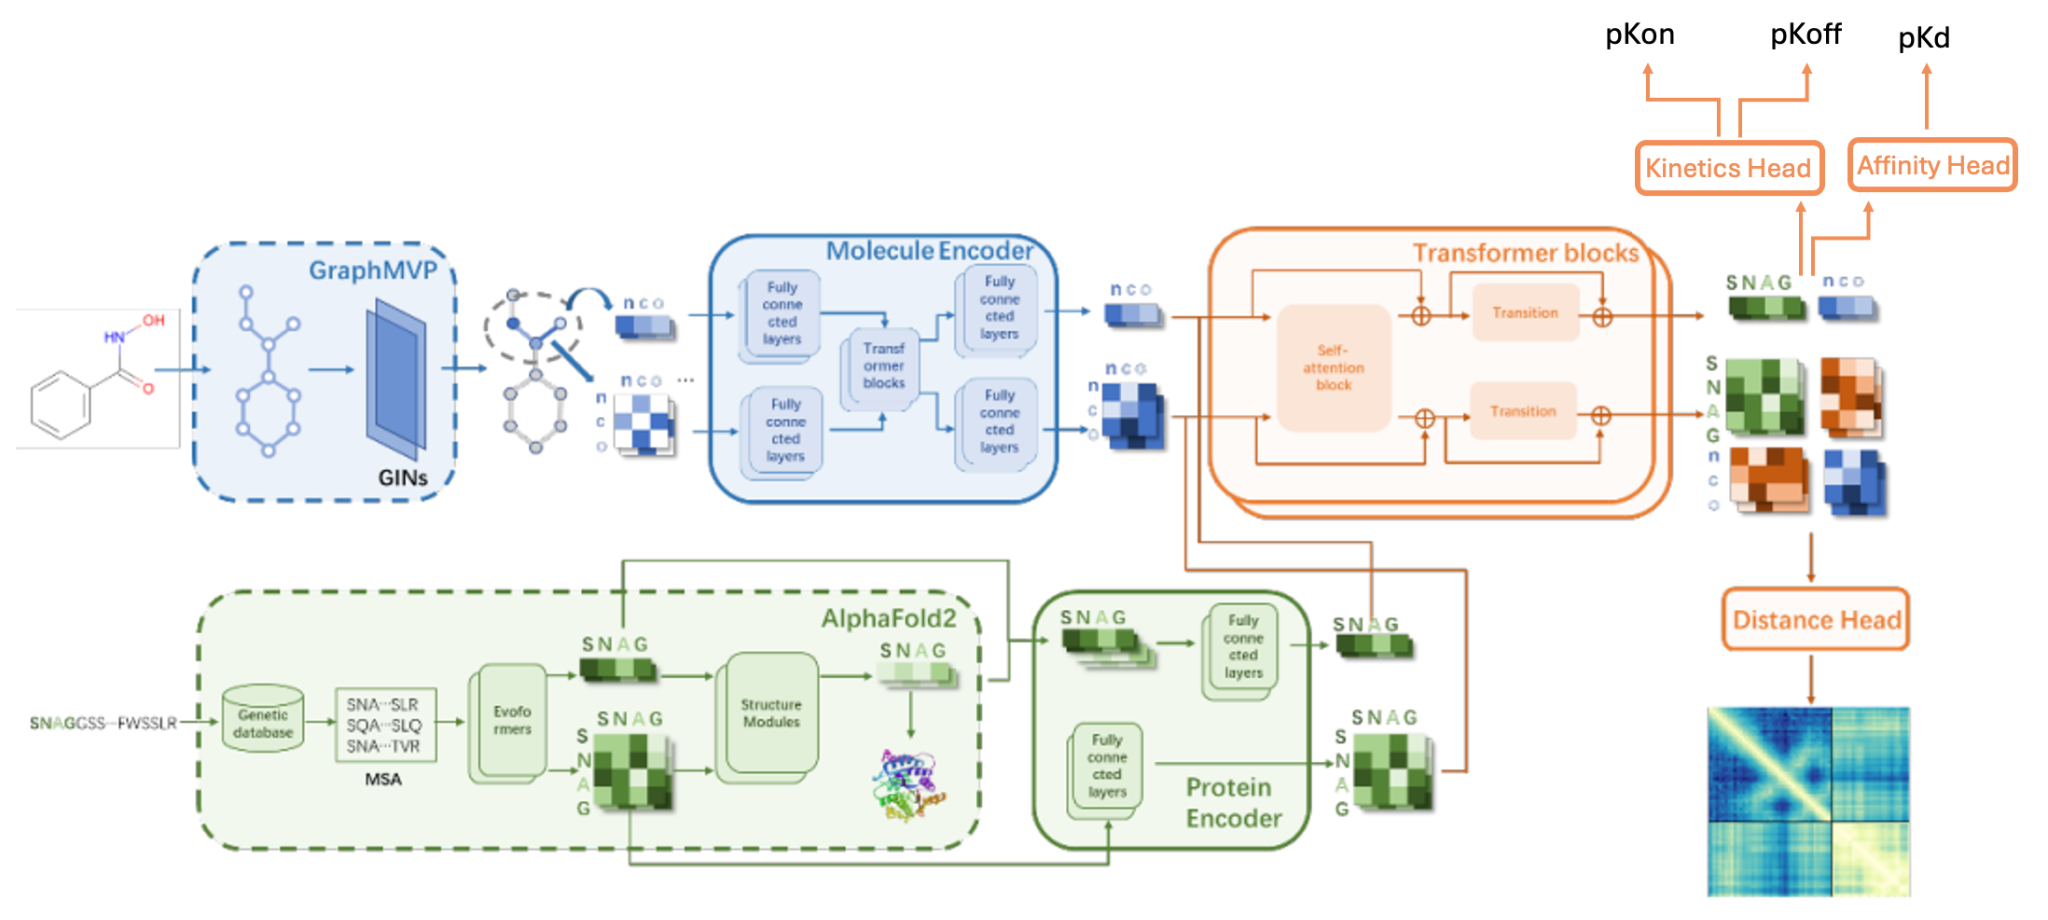 pKon
pKoff
pKd
Kinetics Head
Affinity Head
GraphMVP
OH
HN
O
GINs
n c o
n c o ...
n
c
o
Molecule Encoder
Fully
conne
cted
layers
Fully
conne
cted
layers
Transf
ormer
blocks
Fully
conne
cted
layers
Fully
conne
cted
layers
n c o
n c o
n
c
o
Transformer blocks
Self-
attention
block
Transition
Transition
S N A G
n c o
S
N
A
G
n
c
o
Distance Head
AlphaFold2
SNAGGSS···FWSSLR
Genetic
database
SNA···SLR
SQA···SLQ
SNA···TVR
MSA
Evofo
rmers
S N A G
S N A G
S
N
A
G
Structure
Modules
S N A G
S N A G
Fully
conne
cted
layers
Fully
conne
cted
layers
Protein
Encoder
S N A G
S N A G
S
N
A
G